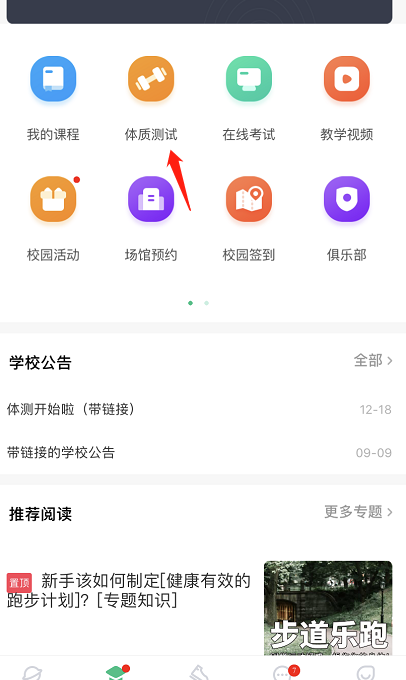 我的课程
体质测试
在线考试
教学视频
校园活动
场馆预约
校园签到
俱乐部
学校公告
全部
体测开始啦（带链接）
12-18
带链接的学校公告
09-09
推荐阅读
更多专题
置顶 新手该如何制定[健康有效的
跑步计划]？[专题知识]
步道乐跑
7